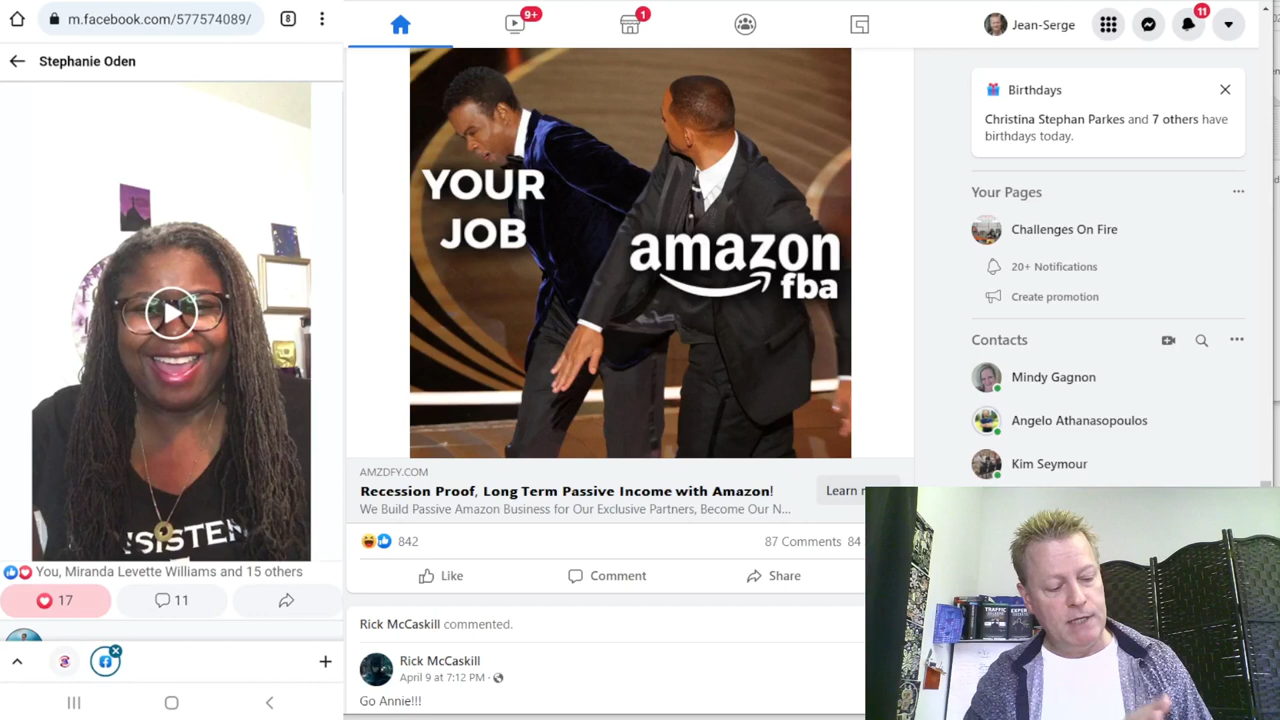 m.facebook.com/577574089/
8
Stephanie Oden
You, Miranda Levette Williams and 15 others
17
11
9+
1
Jean-Serge
11
YOUR
JOB
amazon
fba
AMZDFY.COM
Recession Proof, Long Term Passive Income with Amazon!
We Build Passive Amazon Business for Our Exclusive Partners, Become Our N...
Learn
842
87 Comments 84
Like
Comment
Share
Rick McCaskill commented.
Rick McCaskill
April 9 at 7:12 PM
Go Annie!!!
Birthdays
Christina Stephan Parkes and 7 others have
birthdays today.
Your Pages
Challenges On Fire
20+ Notifications
Create promotion
Contacts
Mindy Gagnon
Angelo Athanasopoulos
Kim Seymour
TRAFFIC